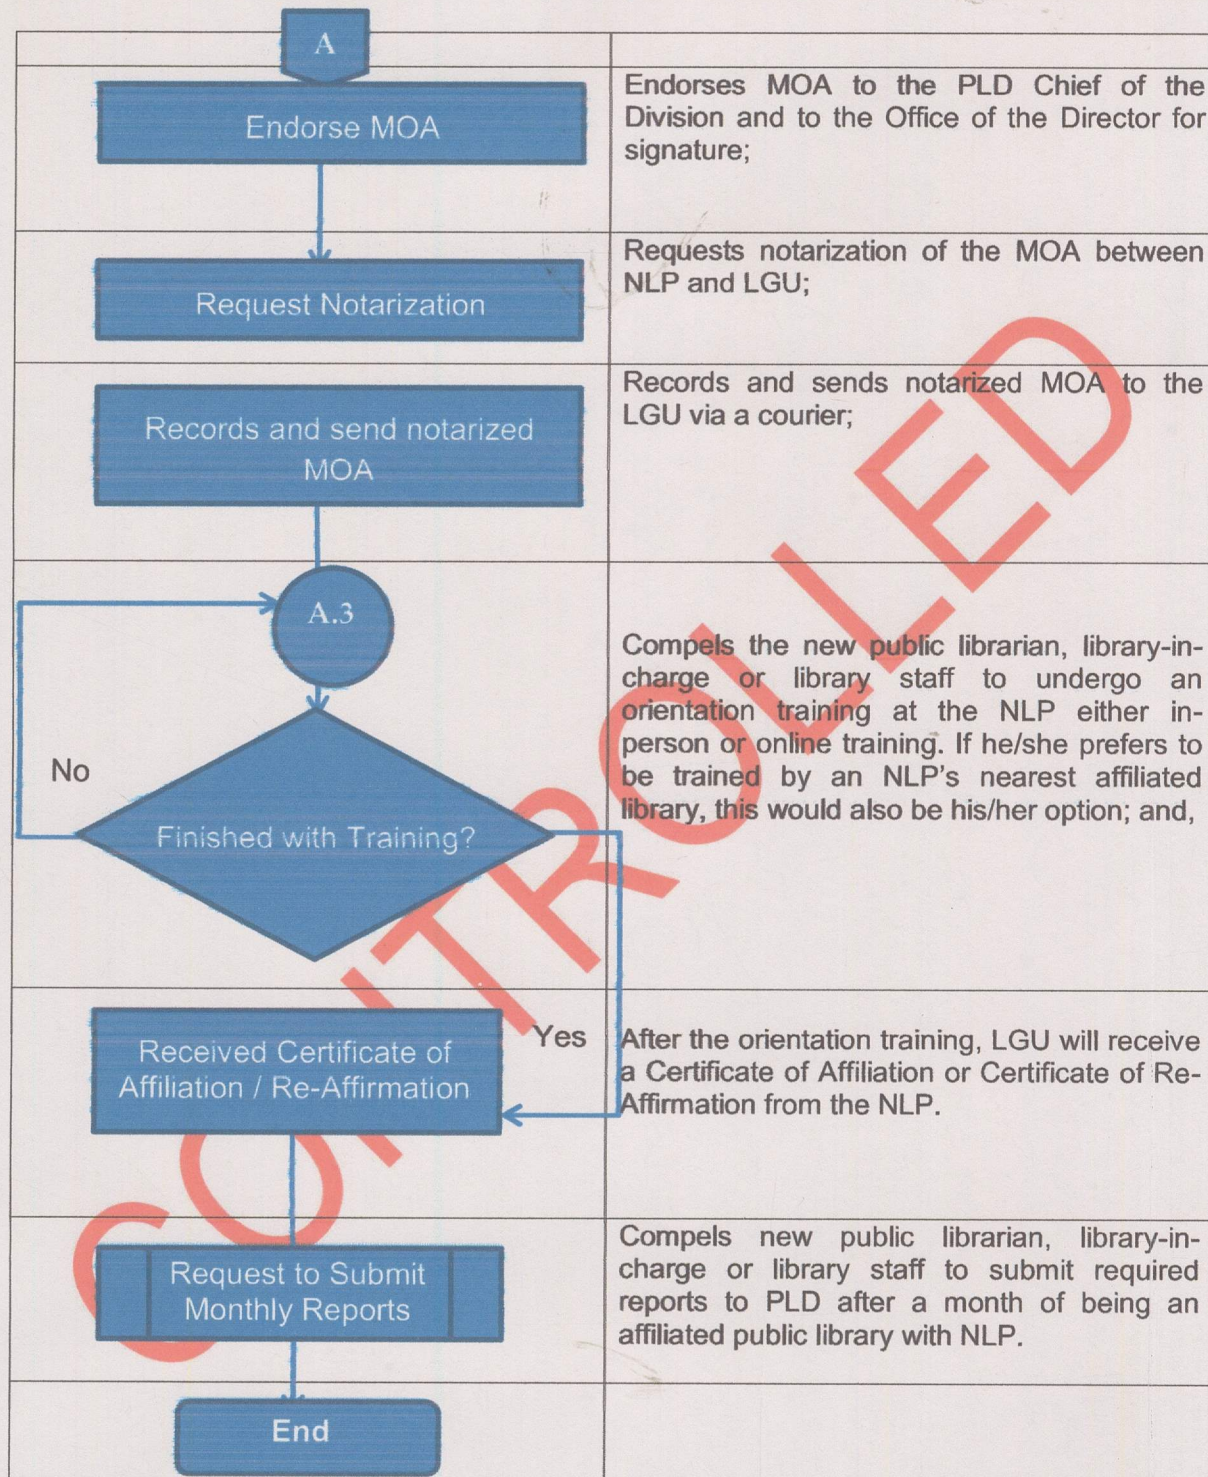 A
Endorse MOA
Endorses MOA to the PLD Chief of the
Division and to the Office of the Director for
signature;
Request Notarization
Requests notarization of the MOA between
NLP and LGU;
Records and send notarized
MOA
Records and sends notarized MOA to the
LGU via a courier;
A.3
No
Finished with Training?
Compels the new public librarian, library-in-
charge or library staff to undergo an
orientation training at the NLP either in-
person or online training. If he/she prefers to
be trained by an NLP's nearest affiliated
library, this would also be his/her option; and,
Received Certificate of
Affiliation / Re-Affirmation
Yes
After the orientation training, LGU will receive
a Certificate of Affiliation or Certificate of Re-
Affirmation from the NLP.
Request to Submit
Monthly Reports
Compels new public librarian, library-in-
charge or library staff to submit required
reports to PLD after a month of being an
affiliated public library with NLP.
End
CONTROLLED